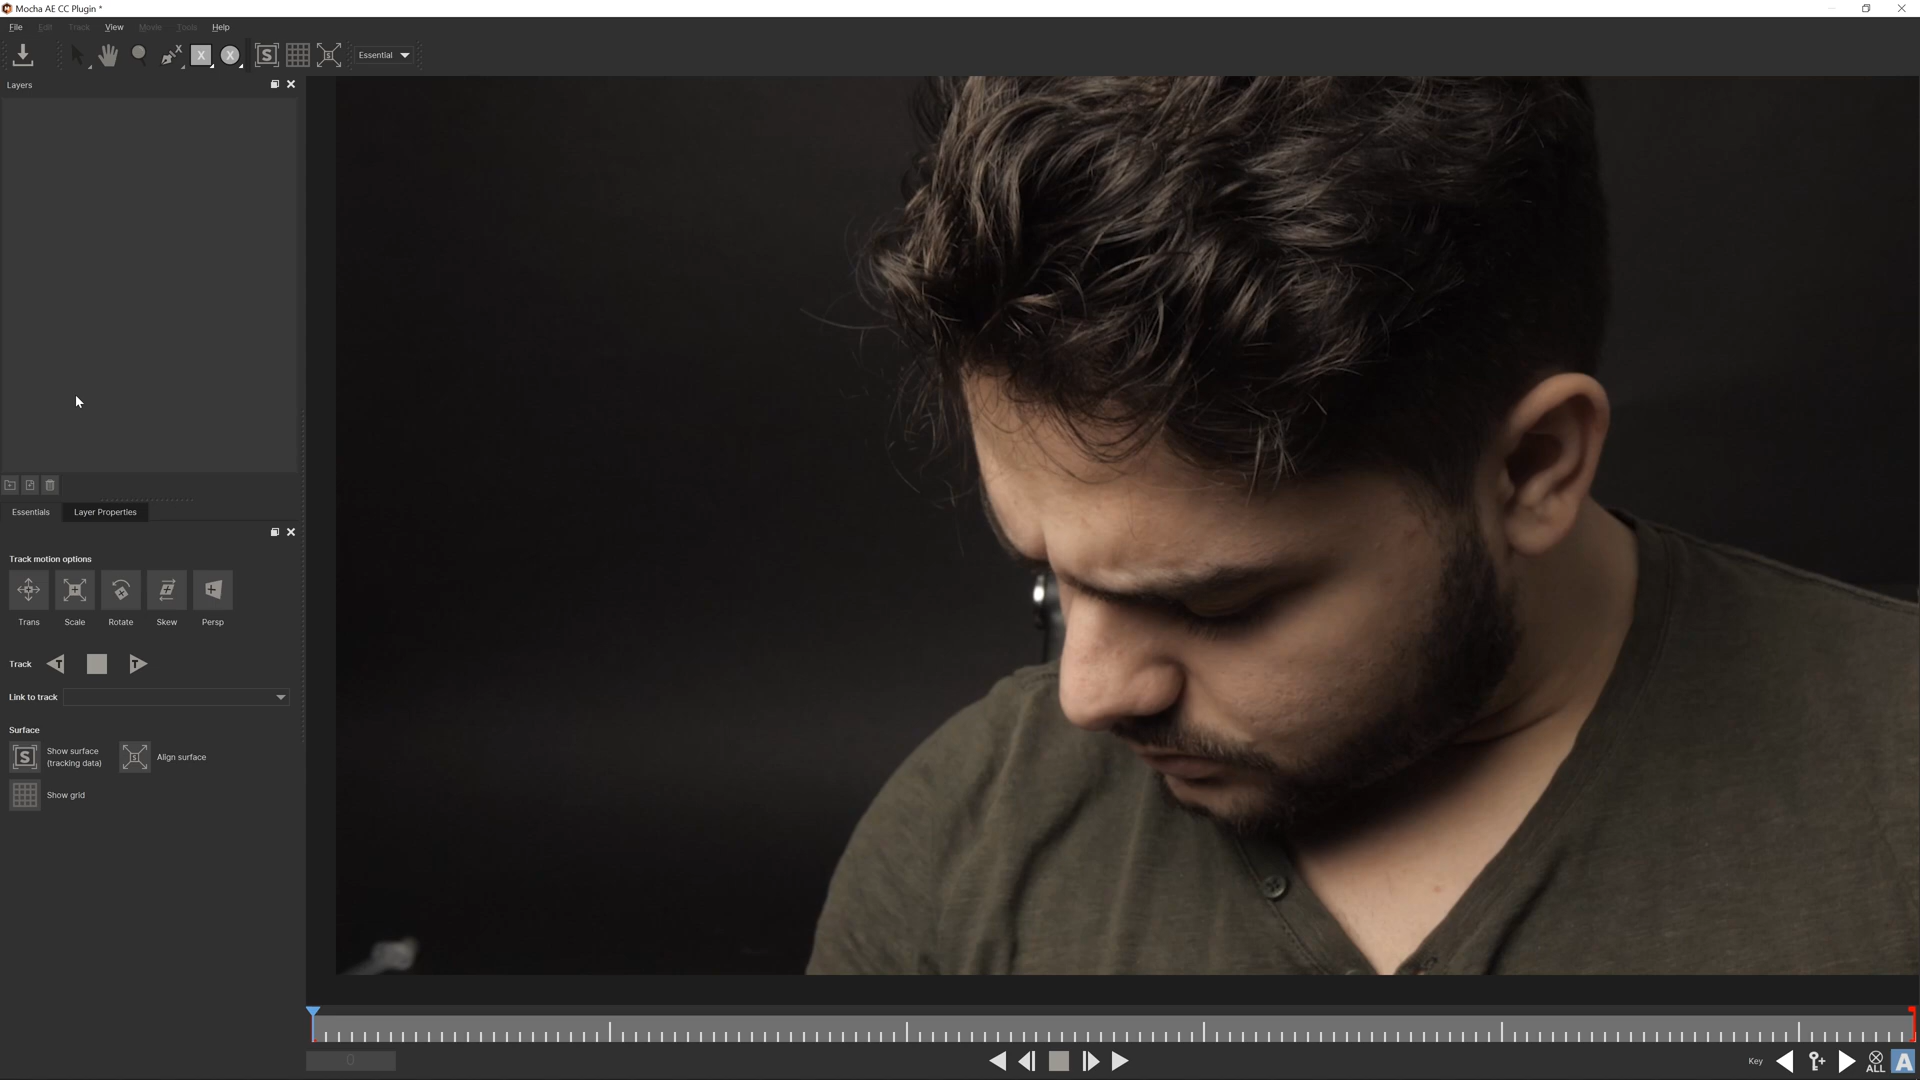 Mocha AE CC Plugin *
File Edit Track View Movie Tools Help
X X S S Essential
Layers
Essentials Layer Properties
Track motion options
Trans Scale Rotate Skew Persp
Track T T
Link to track
Surface
S Show surface (tracking data) S Align surface
Show grid
0
Key ALL A